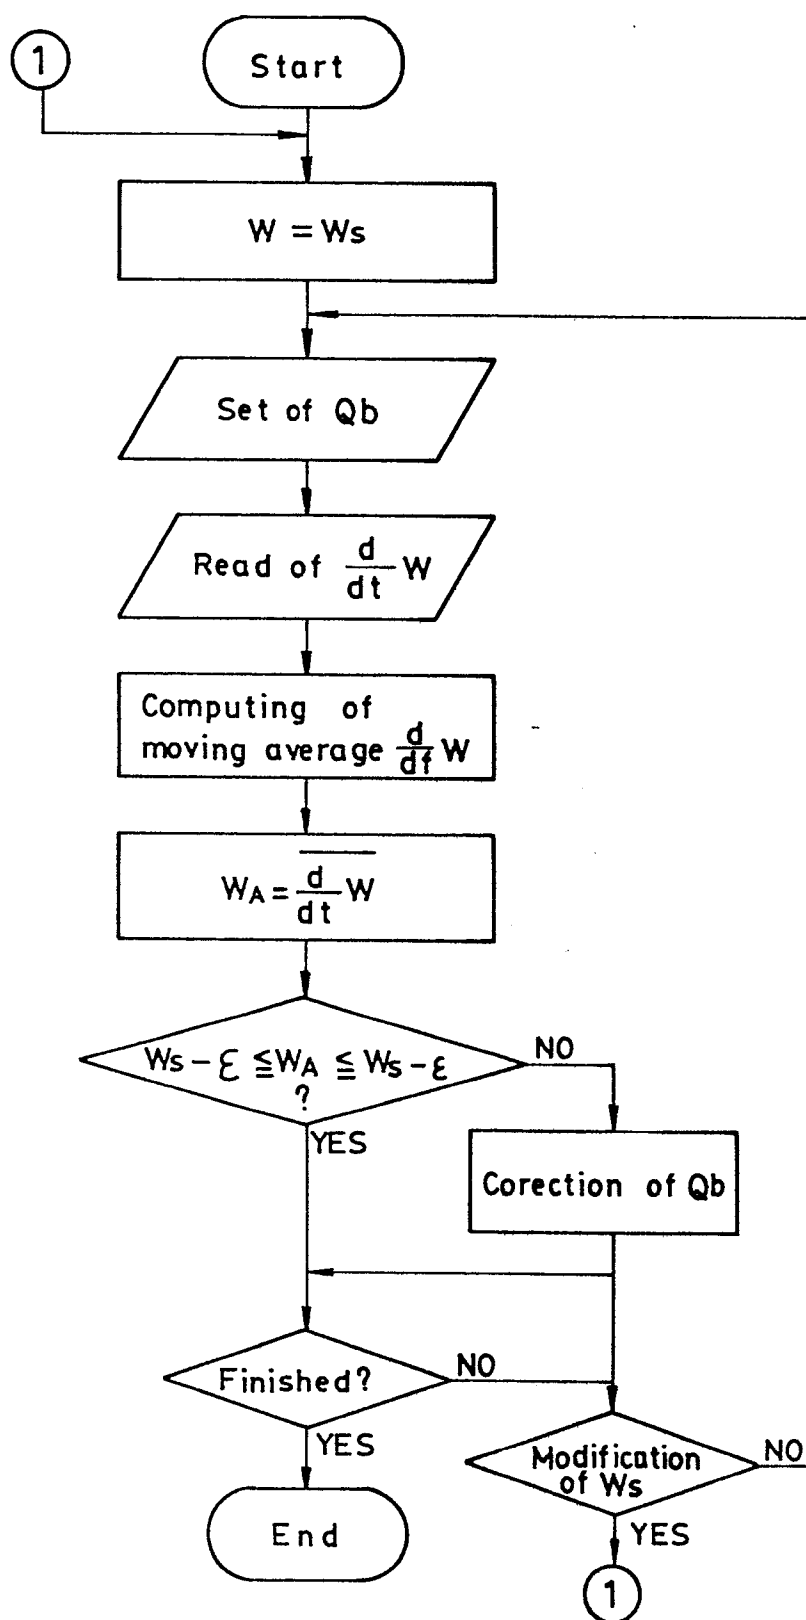 1
Start
W = Ws
Set of Qb
Read of d/dt W
Computing of
moving average d/df W
WA = d/dt W
Ws – ε ≦ WA ≦ Ws – ε
?
NO
YES
Corection of Qb
Finished?
NO
YES
Modification
of Ws
NO
YES
End
1